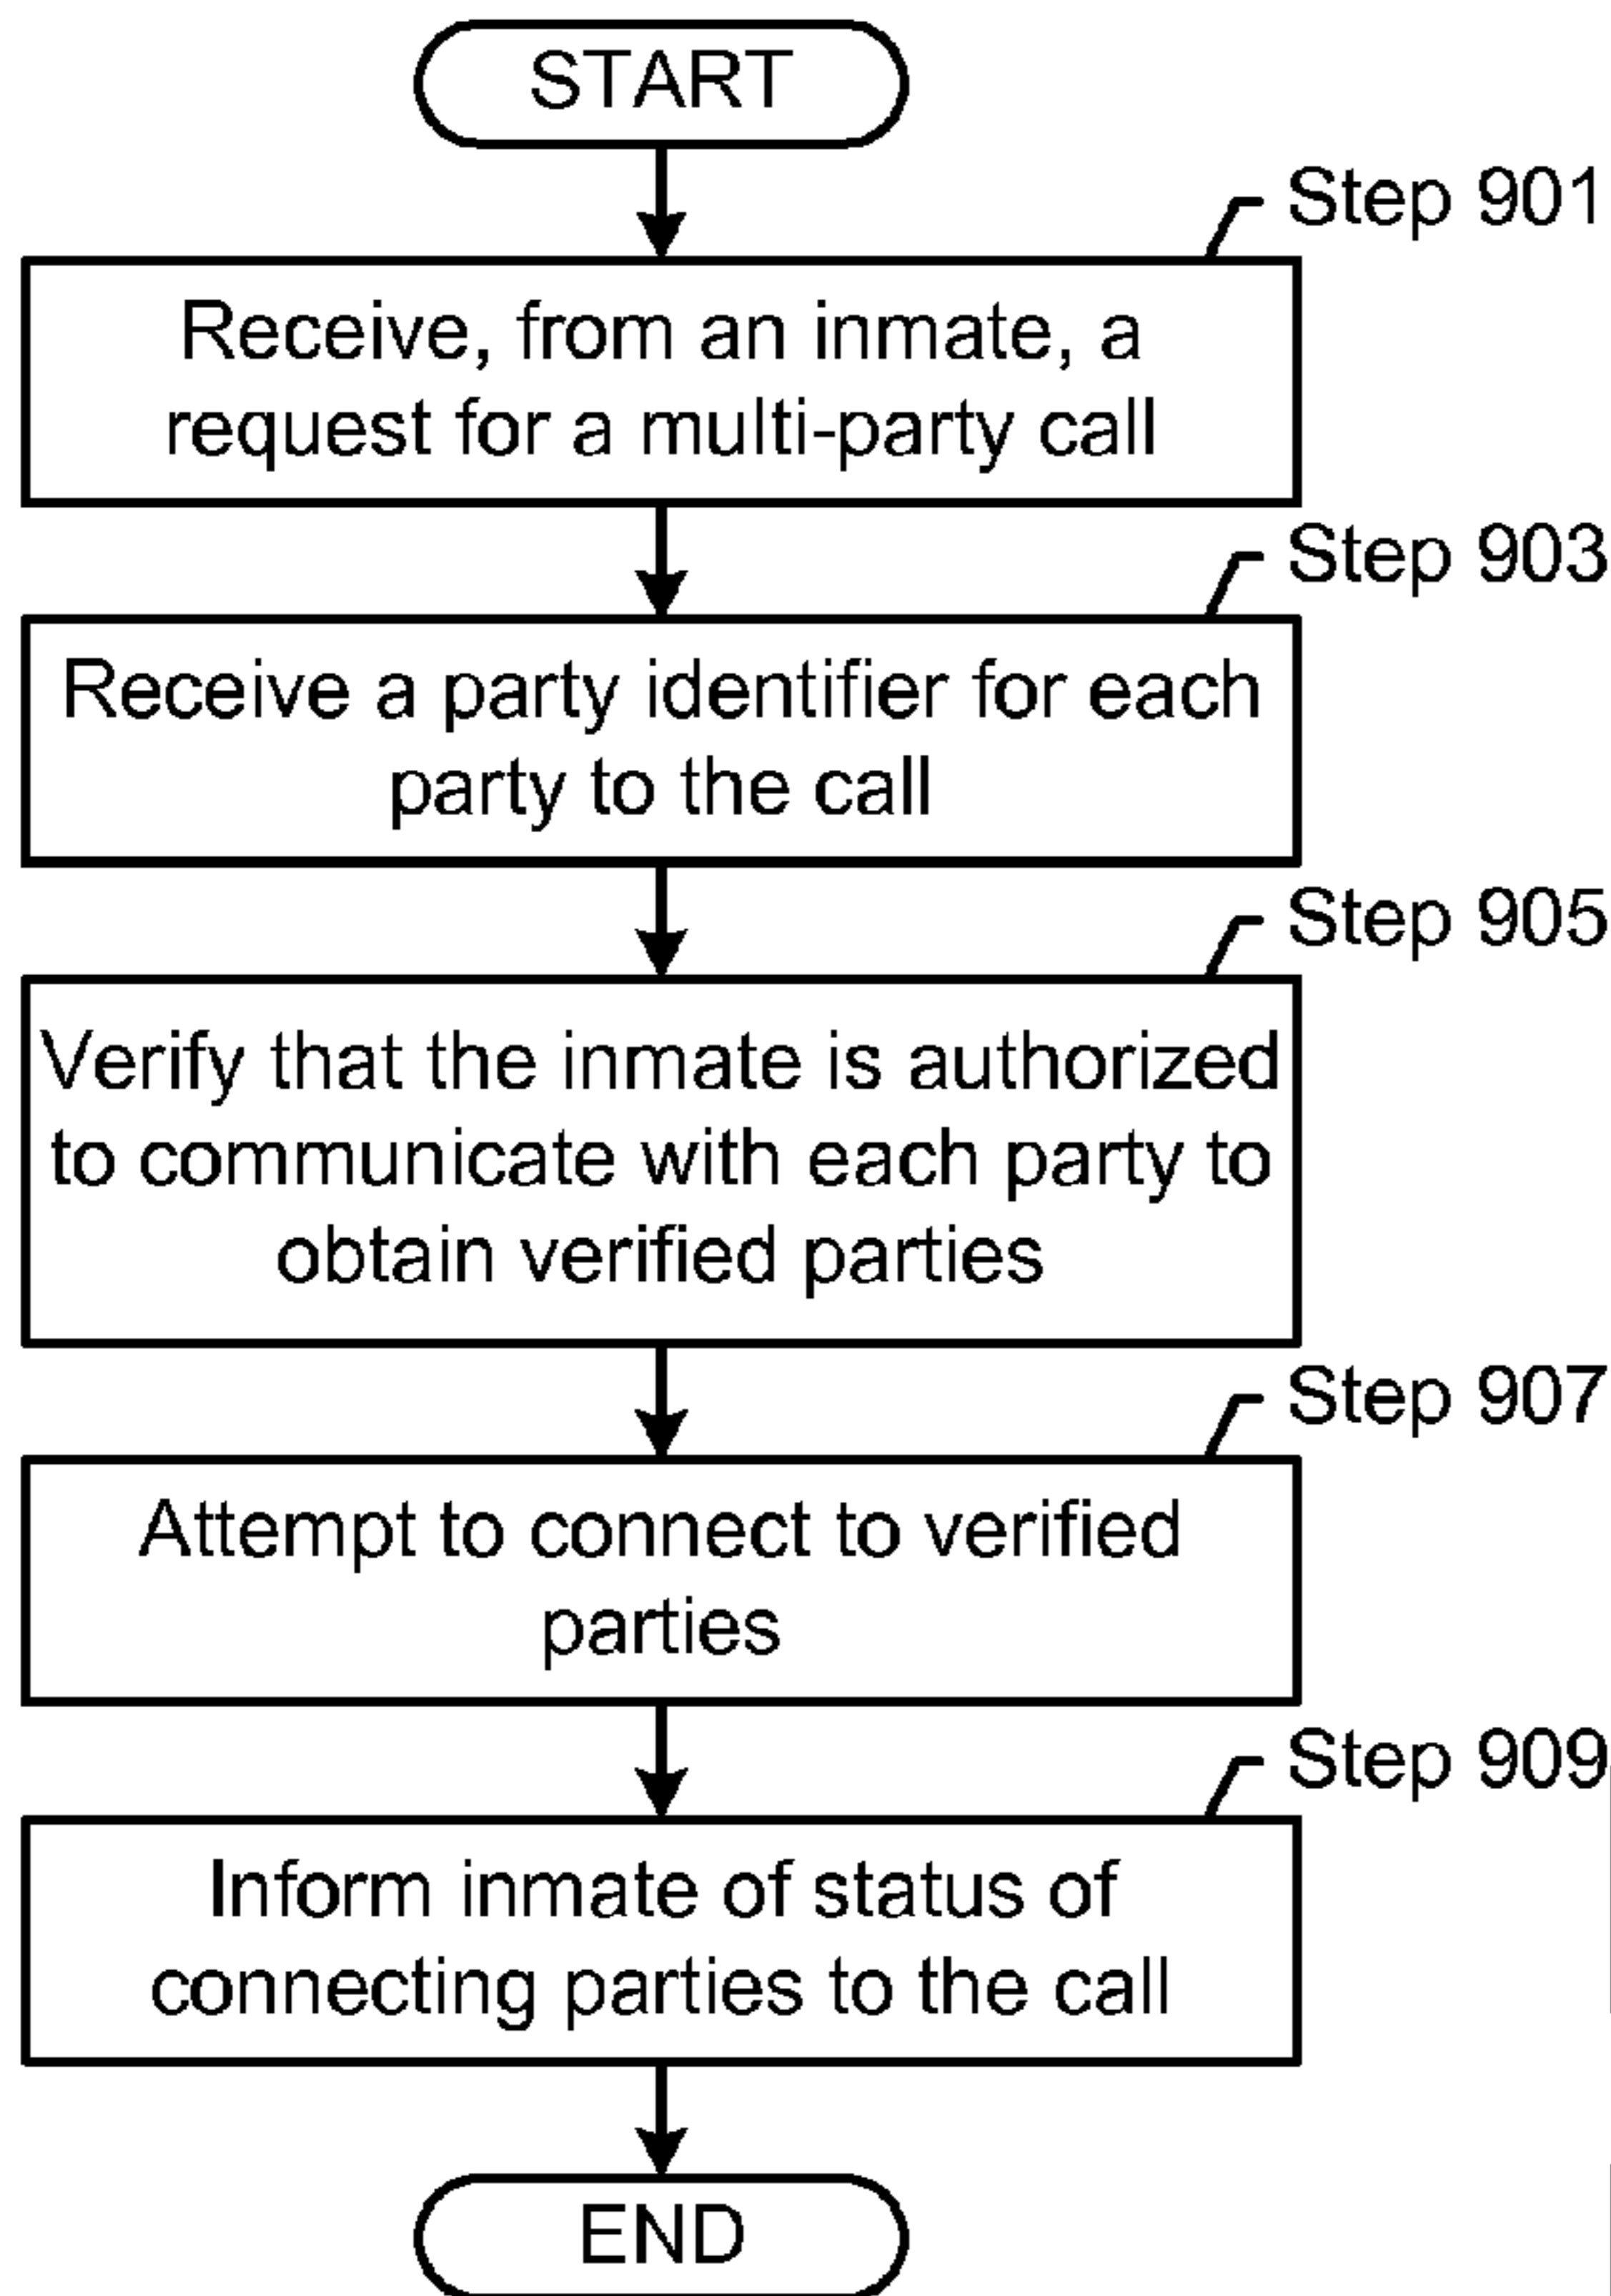 START
Step 901
Receive, from an inmate, a
request for a multi-party call
Step 903
Receive a party identifier for each
party to the call
Step 905
Verify that the inmate is authorized
to communicate with each party to
obtain verified parties
Step 907
Attempt to connect to verified
parties
Step 909
Inform inmate of status of
connecting parties to the call
END